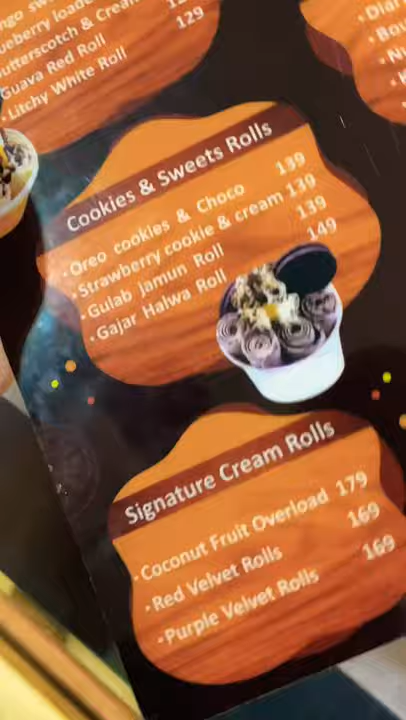 129
Guava Red Roll
Litchy White Roll
Cookies & Sweets Rolls
Oreo cookies & Choco 139
Strawberry cookie & cream 139
Gulab Jamun Roll 139
Gajar Halwa Roll 149
Signature Cream Rolls
Coconut Fruit Overload 179
Red Velvet Rolls 169
Purple Velvet Rolls 169